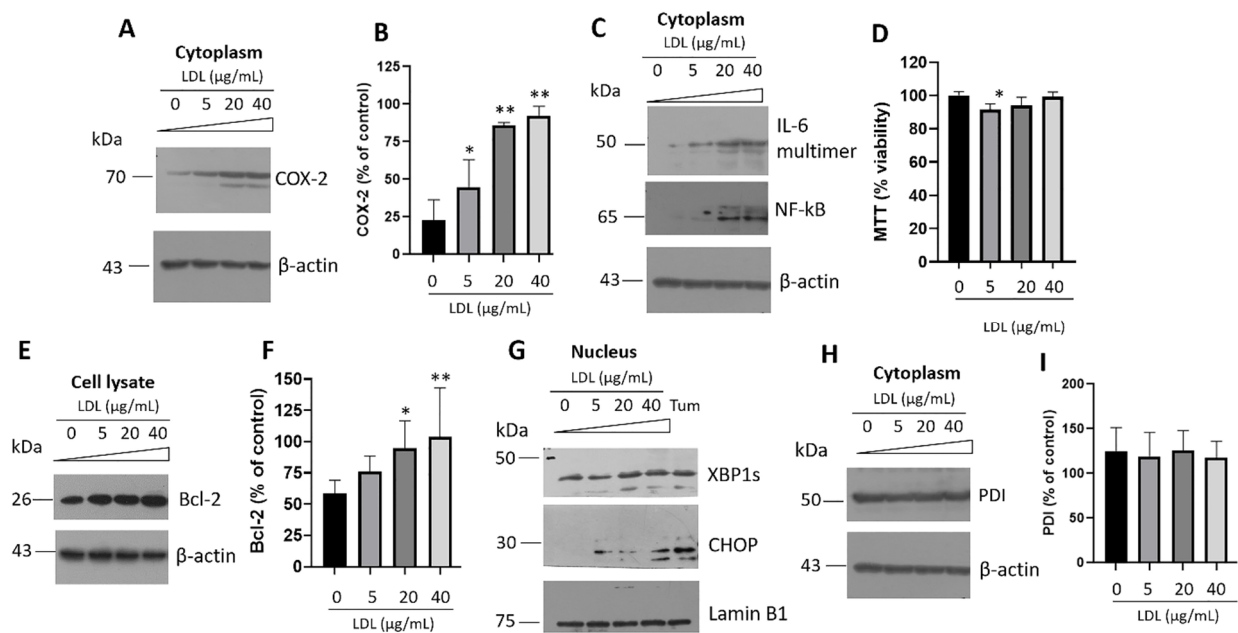 A
Cytoplasm
LDL (µg/mL)
0 5 20 40
kDa
70
COX-2
43
β-actin
B
COX-2 (% of control)
125
100
75
50
25
0
*
**
**
0 5 20 40
LDL (µg/mL)
C
Cytoplasm
LDL (µg/mL)
0 5 20 40
kDa
50
IL-6
multimer
65
NF-kB
43
β-actin
D
MTT (% viability)
120
100
80
60
40
20
0
*
0 5 20 40
LDL (µg/mL)
E
Cell lysate
LDL (µg/mL)
0 5 20 40
kDa
26
Bcl-2
43
β-actin
F
Bcl-2 (% of control)
150
125
100
75
50
25
0
*
**
0 5 20 40
LDL (µg/mL)
G
Nucleus
LDL (µg/mL)
0 5 20 40 Tum
kDa
50
XBP1s
30
CHOP
75
Lamin B1
H
Cytoplasm
LDL (µg/mL)
0 5 20 40
kDa
50
PDI
43
β-actin
I
PDI (% of control)
200
150
100
50
0
0 5 20 40
LDL (µg/mL)